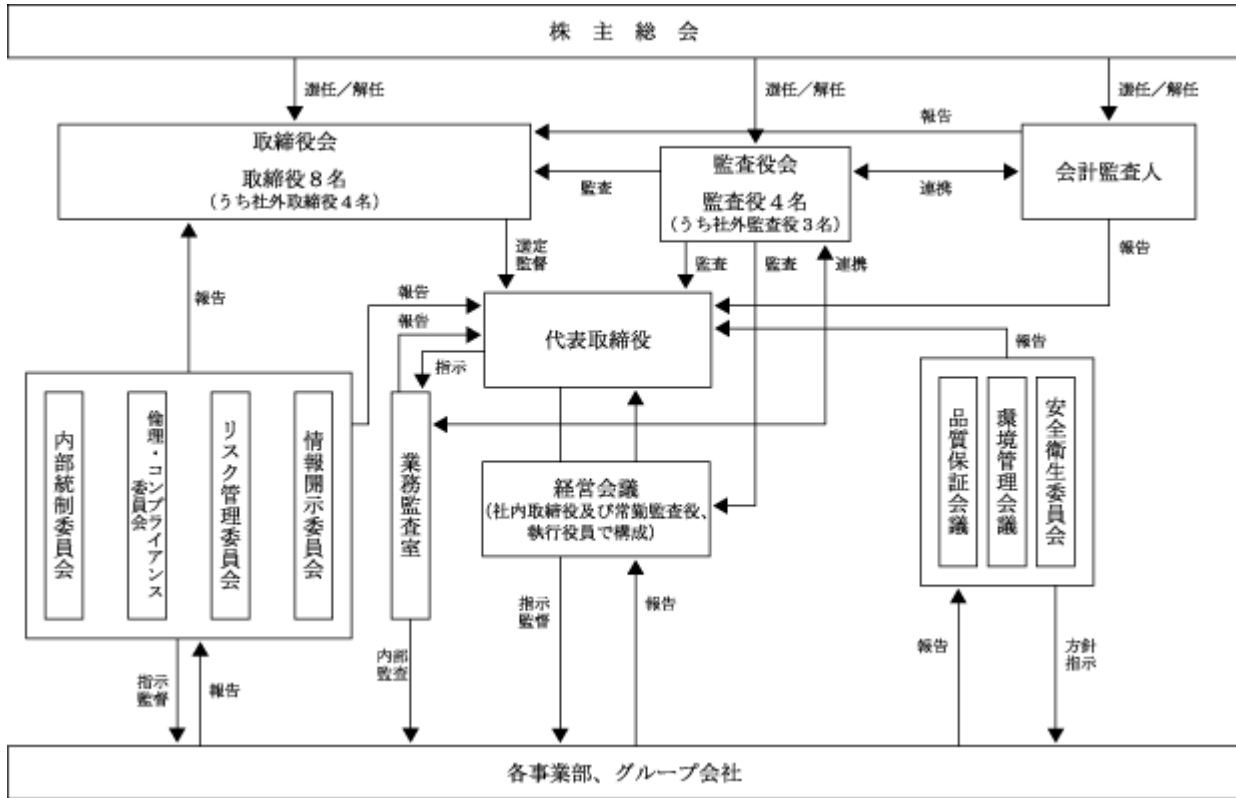 株主総会
選任／解任
選任／解任
選任／解任
取締役会
取締役８名
（うち社外取締役４名）
報告
監査
監査役会
監査役４名
（うち社外監査役３名）
連携
会計監査人
報告
選定
監督
監査
監査
連携
報告
報告
報告
指示
代表取締役
報告
内部統制委員会
倫理・コンプライアンス
委員会
リスク管理委員会
情報開示委員会
業務監査室
経営会議
（社内取締役及び常勤監査役、
執行役員で構成）
品質保証会議
環境管理会議
安全衛生委員会
指示
監督
報告
内部
監査
指示
監督
報告
報告
方針
指示
各事業部、グループ会社